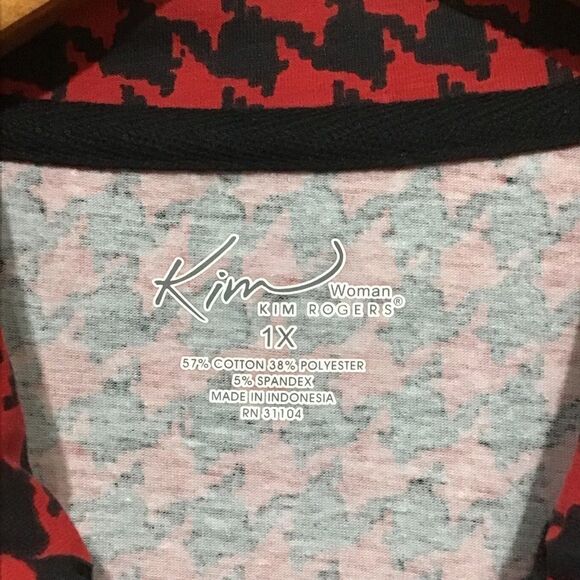 Kim Woman
KIM ROGERS®
1X
57% COTTON 38% POLYESTER
5% SPANDEX
MADE IN INDONESIA
RN 31104